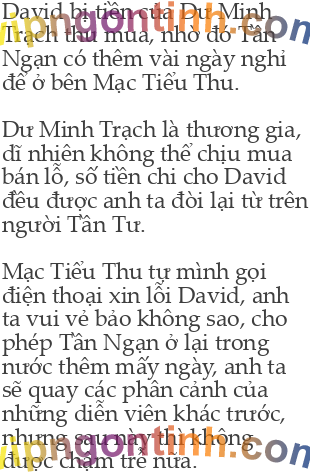 David bị tiền của Dư Minh
Trạch thu mua, nhờ đó Tần
Ngạn có thêm vài ngày nghỉ
để ở bên Mạc Tiểu Thu.
Dư Minh Trạch là thương gia,
dĩ nhiên không thể chịu mua
bán lỗ, số tiền chi cho David
đều được anh ta đòi lại từ trên
người Tần Tư.
Mạc Tiểu Thu tự mình gọi
điện thoại xin lỗi David, anh
ta vui vẻ bảo không sao, cho
phép Tần Ngạn ở lại trong
nước thêm mấy ngày, anh ta
sẽ quay các phân cảnh của
những diễn viên khác trước,
nhưng sau này thì không
được chậm trễ nữa.
vipngontinh.com
vipngontinh.com